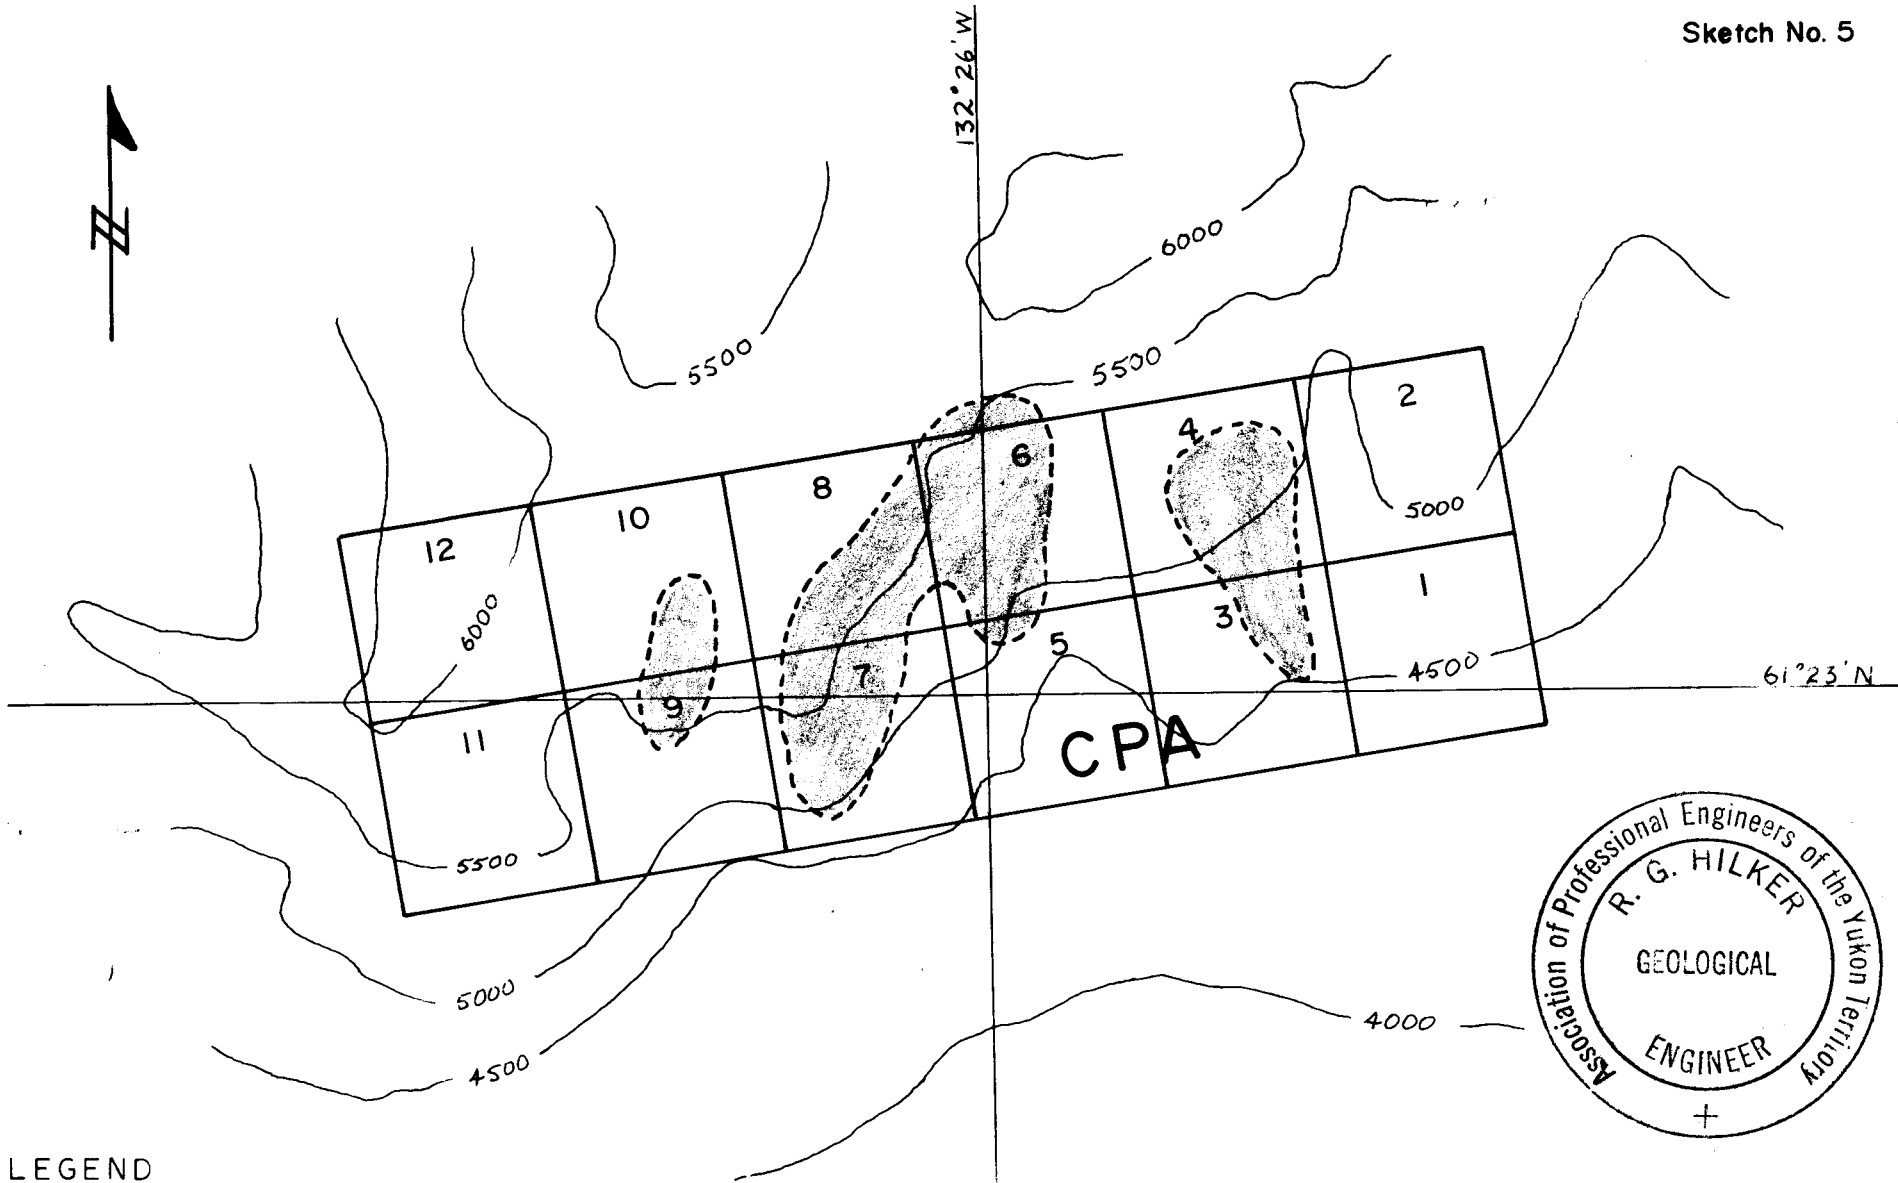 Sketch No. 5
132° 26' W
N
6000
5500
5500
2
4
6
8
10
12
5000
6000
1
3
5
7
9
11
4500
61°23' N
CPA
5500
5000
4500
4000
Association of Professional Engineers of the Yukon Territory
R. G. HILKER
GEOLOGICAL
ENGINEER
LEGEND